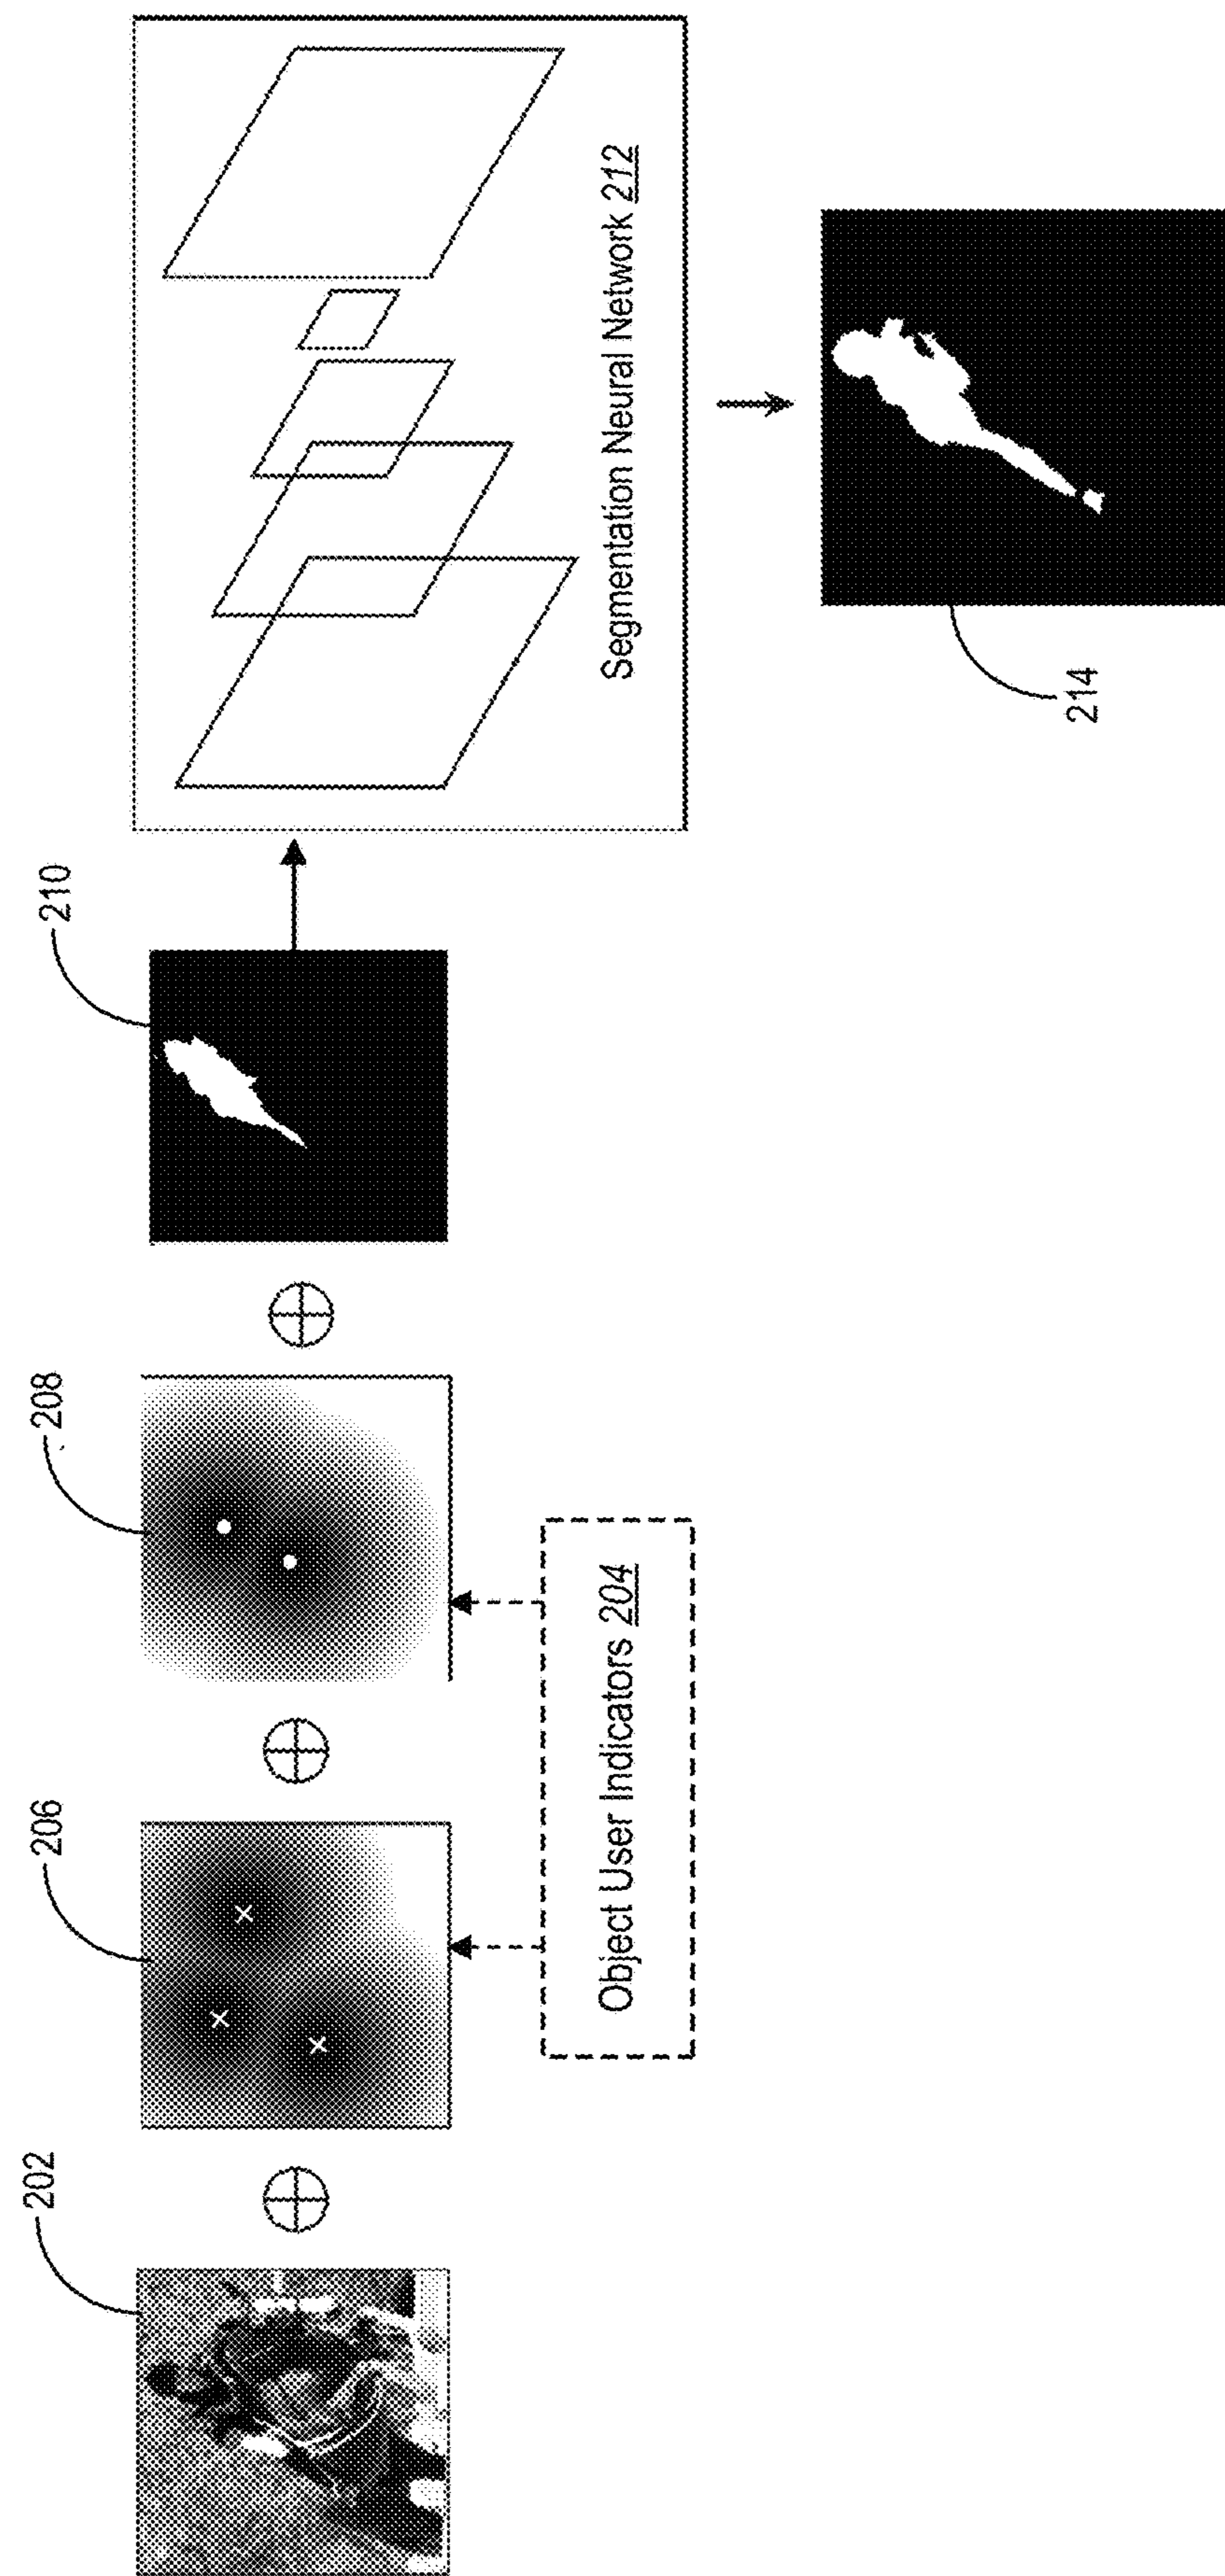 202
206
208
210
Object User Indicators 204
Segmentation Neural Network 212
214